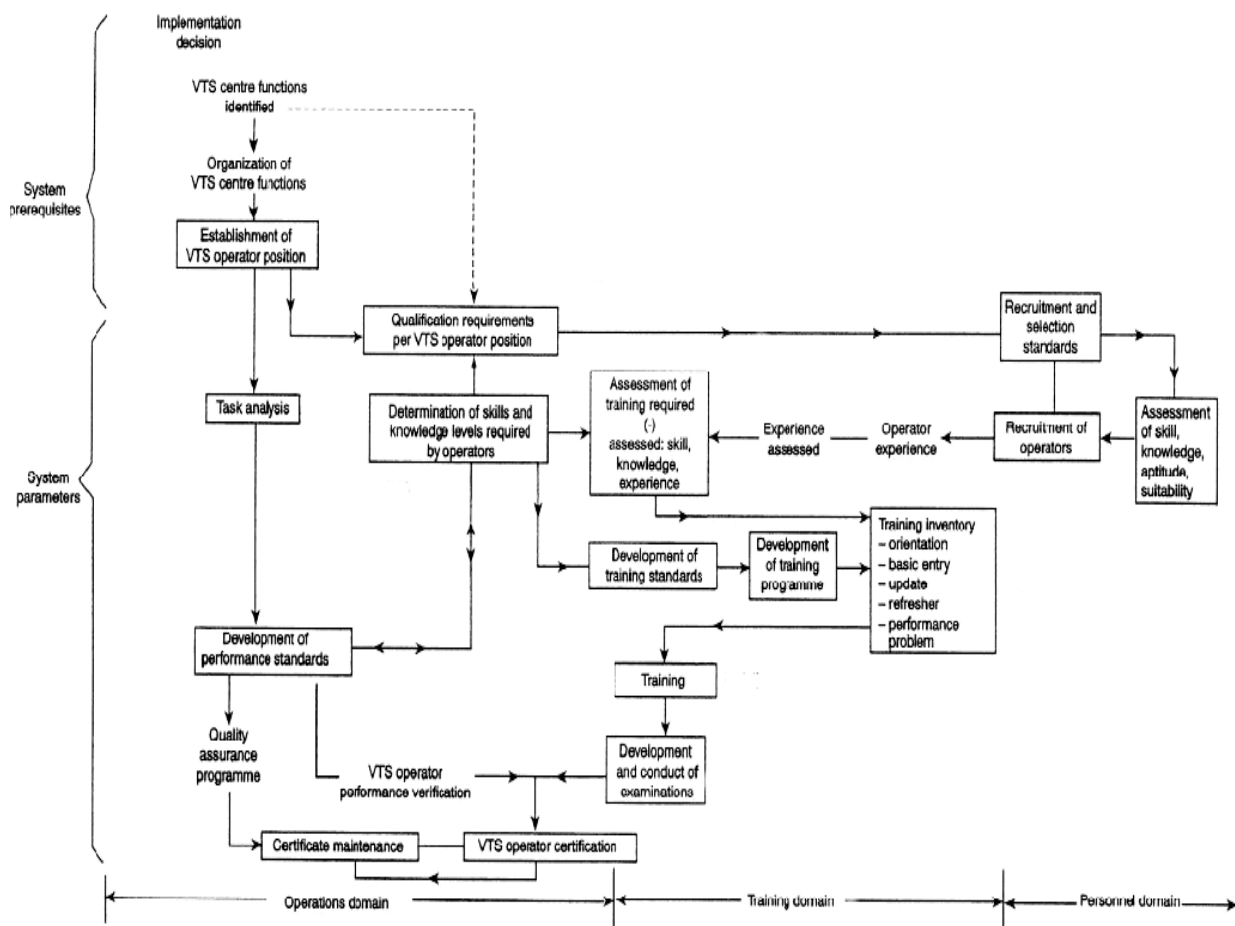 Implementation
decision
VTS centre functions
identified
Organization of
VTS centre functions
System
prerequisites
Establishment of
VTS operator position
Qualification requirements
per VTS operator position
Recruitment and
and selection
standards
Task analysis
Determination of skills and
knowledge levels required
by operators
Assessment of
training required
(-)
assessed: skill,
knowledge,
experience
Experience
assessed
Operator
experience
Recruitment of
operators
Assessment
of skill,
knowledge,
aptitude,
suitability
System
parameters
Development of
training standards
Development
of training
programme
Training inventory
– orientation
– basic entry
– update
– refresher
– performance
problem
Development of
performance standards
Training
Quality
assurance
programme
VTS operator
performance verification
Development
and conduct of
examinations
Certificate maintenance
VTS operator certification
Operations domain
Training domain
Personnel domain